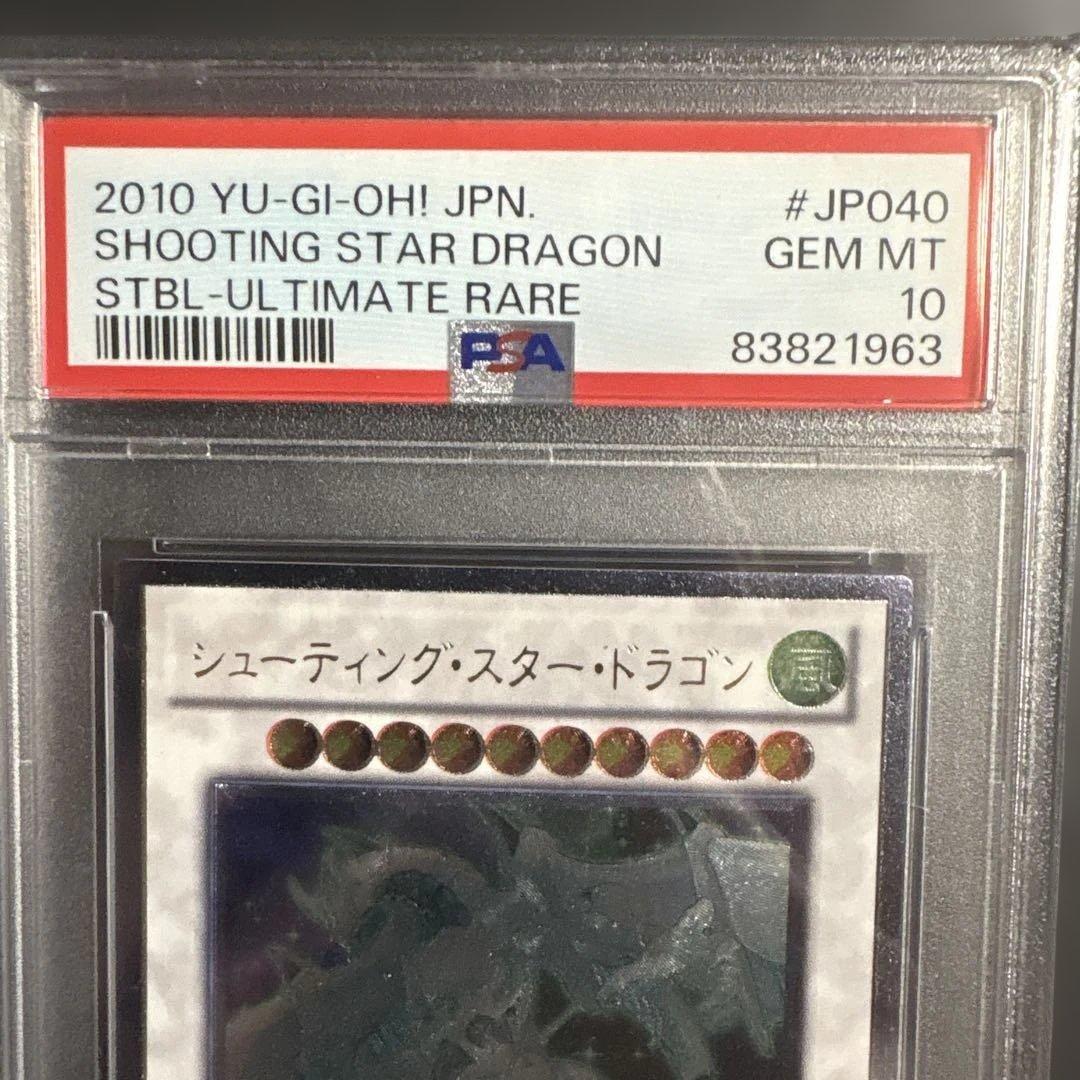 2010 YU-GI-OH! JPN.
#JP040
SHOOTING STAR DRAGON
GEM MT
STBL-ULTIMATE RARE
10
PSA
83821963
シューティング・スター・ドラゴン
風